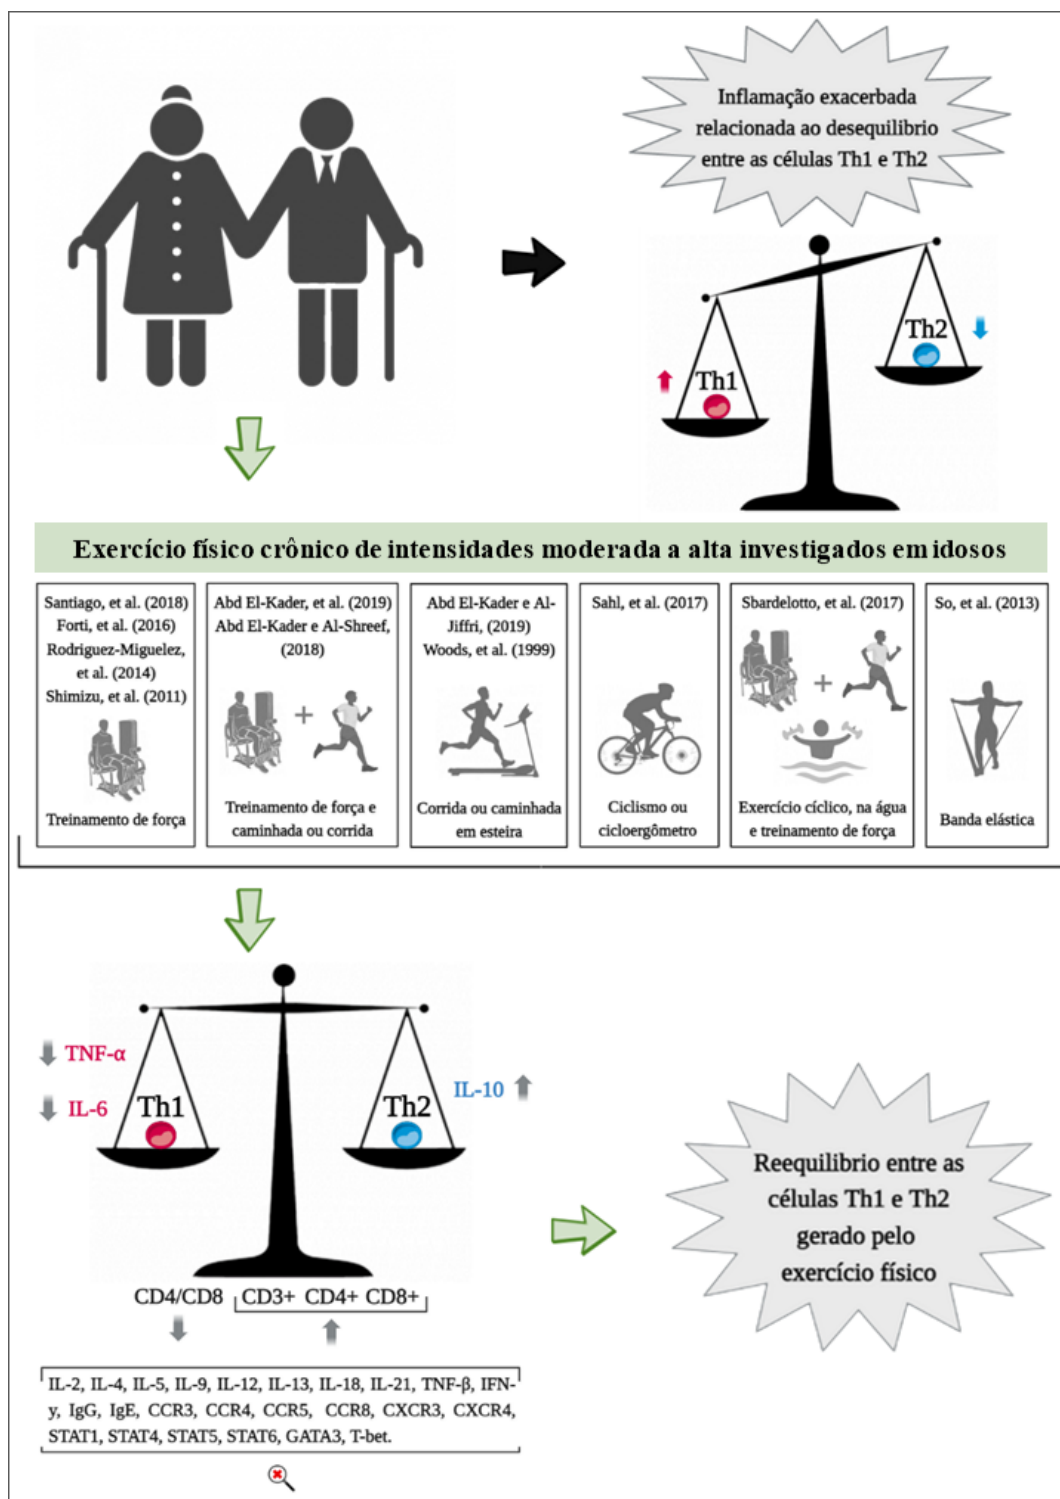 Inflamação exacerbada
relacionada ao desequilibrio
entre as células Th1 e Th2
Th2
Th1
Exercício físico crônico de intensidades moderada a alta investigados em idosos
Santiago, et al. (2018)
Forti, et al. (2016)
Rodriguez-Miguelez,
et al. (2014)
Shimizu, et al. (2011)
Treinamento de força
Abd El-Kader, et al. (2019)
Abd El-Kader e Al-Shreef,
(2018)
+
Treinamento de força e
caminhada ou corrida
Abd El-Kader e Al-
Jiffri, (2019)
Woods, et al. (1999)
Corrida ou caminhada
em esteira
Sahl, et al. (2017)
Ciclismo ou
cicloergômetro
Sbardelotto, et al. (2017)
+
Exercício cíclico, na água
e treinamento de força
So, et al. (2013)
Banda elástica
TNF-α
IL-6
Th1
Th2
IL-10
CD4/CD8 CD3+ CD4+ CD8+
IL-2, IL-4, IL-5, IL-9, IL-12, IL-13, IL-18, IL-21, TNF-β, IFN-
y, IgG, IgE, CCR3, CCR4, CCR5, CCR8, CXCR3, CXCR4,
STAT1, STAT4, STAT5, STAT6, GATA3, T-bet.
Reequilibrio entre as
células Th1 e Th2
gerado pelo
exercício físico